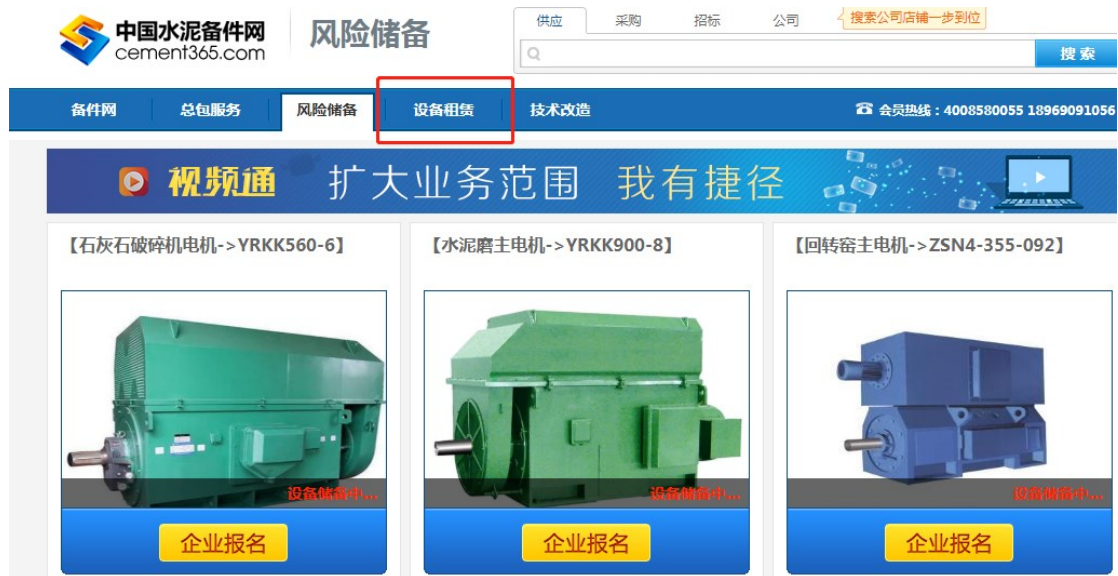 中国水泥备件网
cement365.com
风险储备
供应 采购 招标 公司 搜索公司店铺一步到位
搜 索
备件网 总包服务 风险储备 设备租赁 技术改造 会员热线：4008580055 18969091056
视频通 扩大业务范围 我有捷径
【石灰石破碎机电机->YRKK560-6】 【水泥磨主电机->YRKK900-8】 【回转窑主电机->ZSN4-355-092】
设备储备中... 设备储备中... 设备储备中...
企业报名 企业报名 企业报名